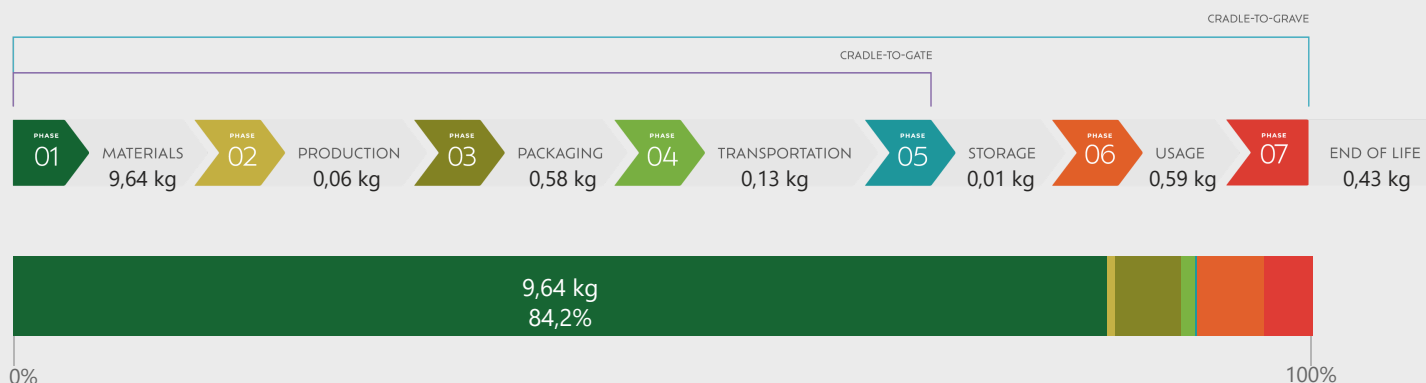 CRADLE-TO-GRAVE
CRADLE-TO-GATE
PHASE
01
MATERIALS
9,64 kg
PHASE
02
PRODUCTION
0,06 kg
PHASE
03
PACKAGING
0,58 kg
PHASE
04
TRANSPORTATION
0,13 kg
PHASE
05
STORAGE
0,01 kg
PHASE
06
USAGE
0,59 kg
PHASE
07
END OF LIFE
0,43 kg
9,64 kg
84,2%
0%
100%